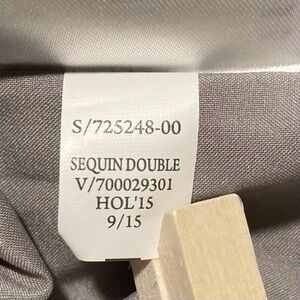 S/725248-00
SEQUIN DOUBLE
V/700029301
HOL'15
9/15